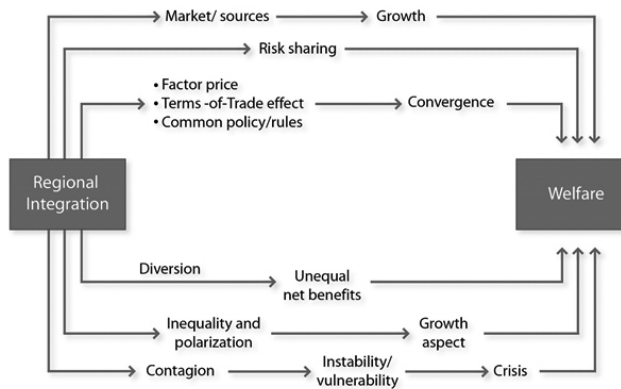 Market/ sources
Growth
Risk sharing
• Factor price
• Terms -of-Trade effect
• Common policy/rules
Convergence
Regional
Integration
Welfare
Diversion
Unequal
net benefits
Inequality and
polarization
Growth
aspect
Contagion
Instability/
vulnerability
Crisis